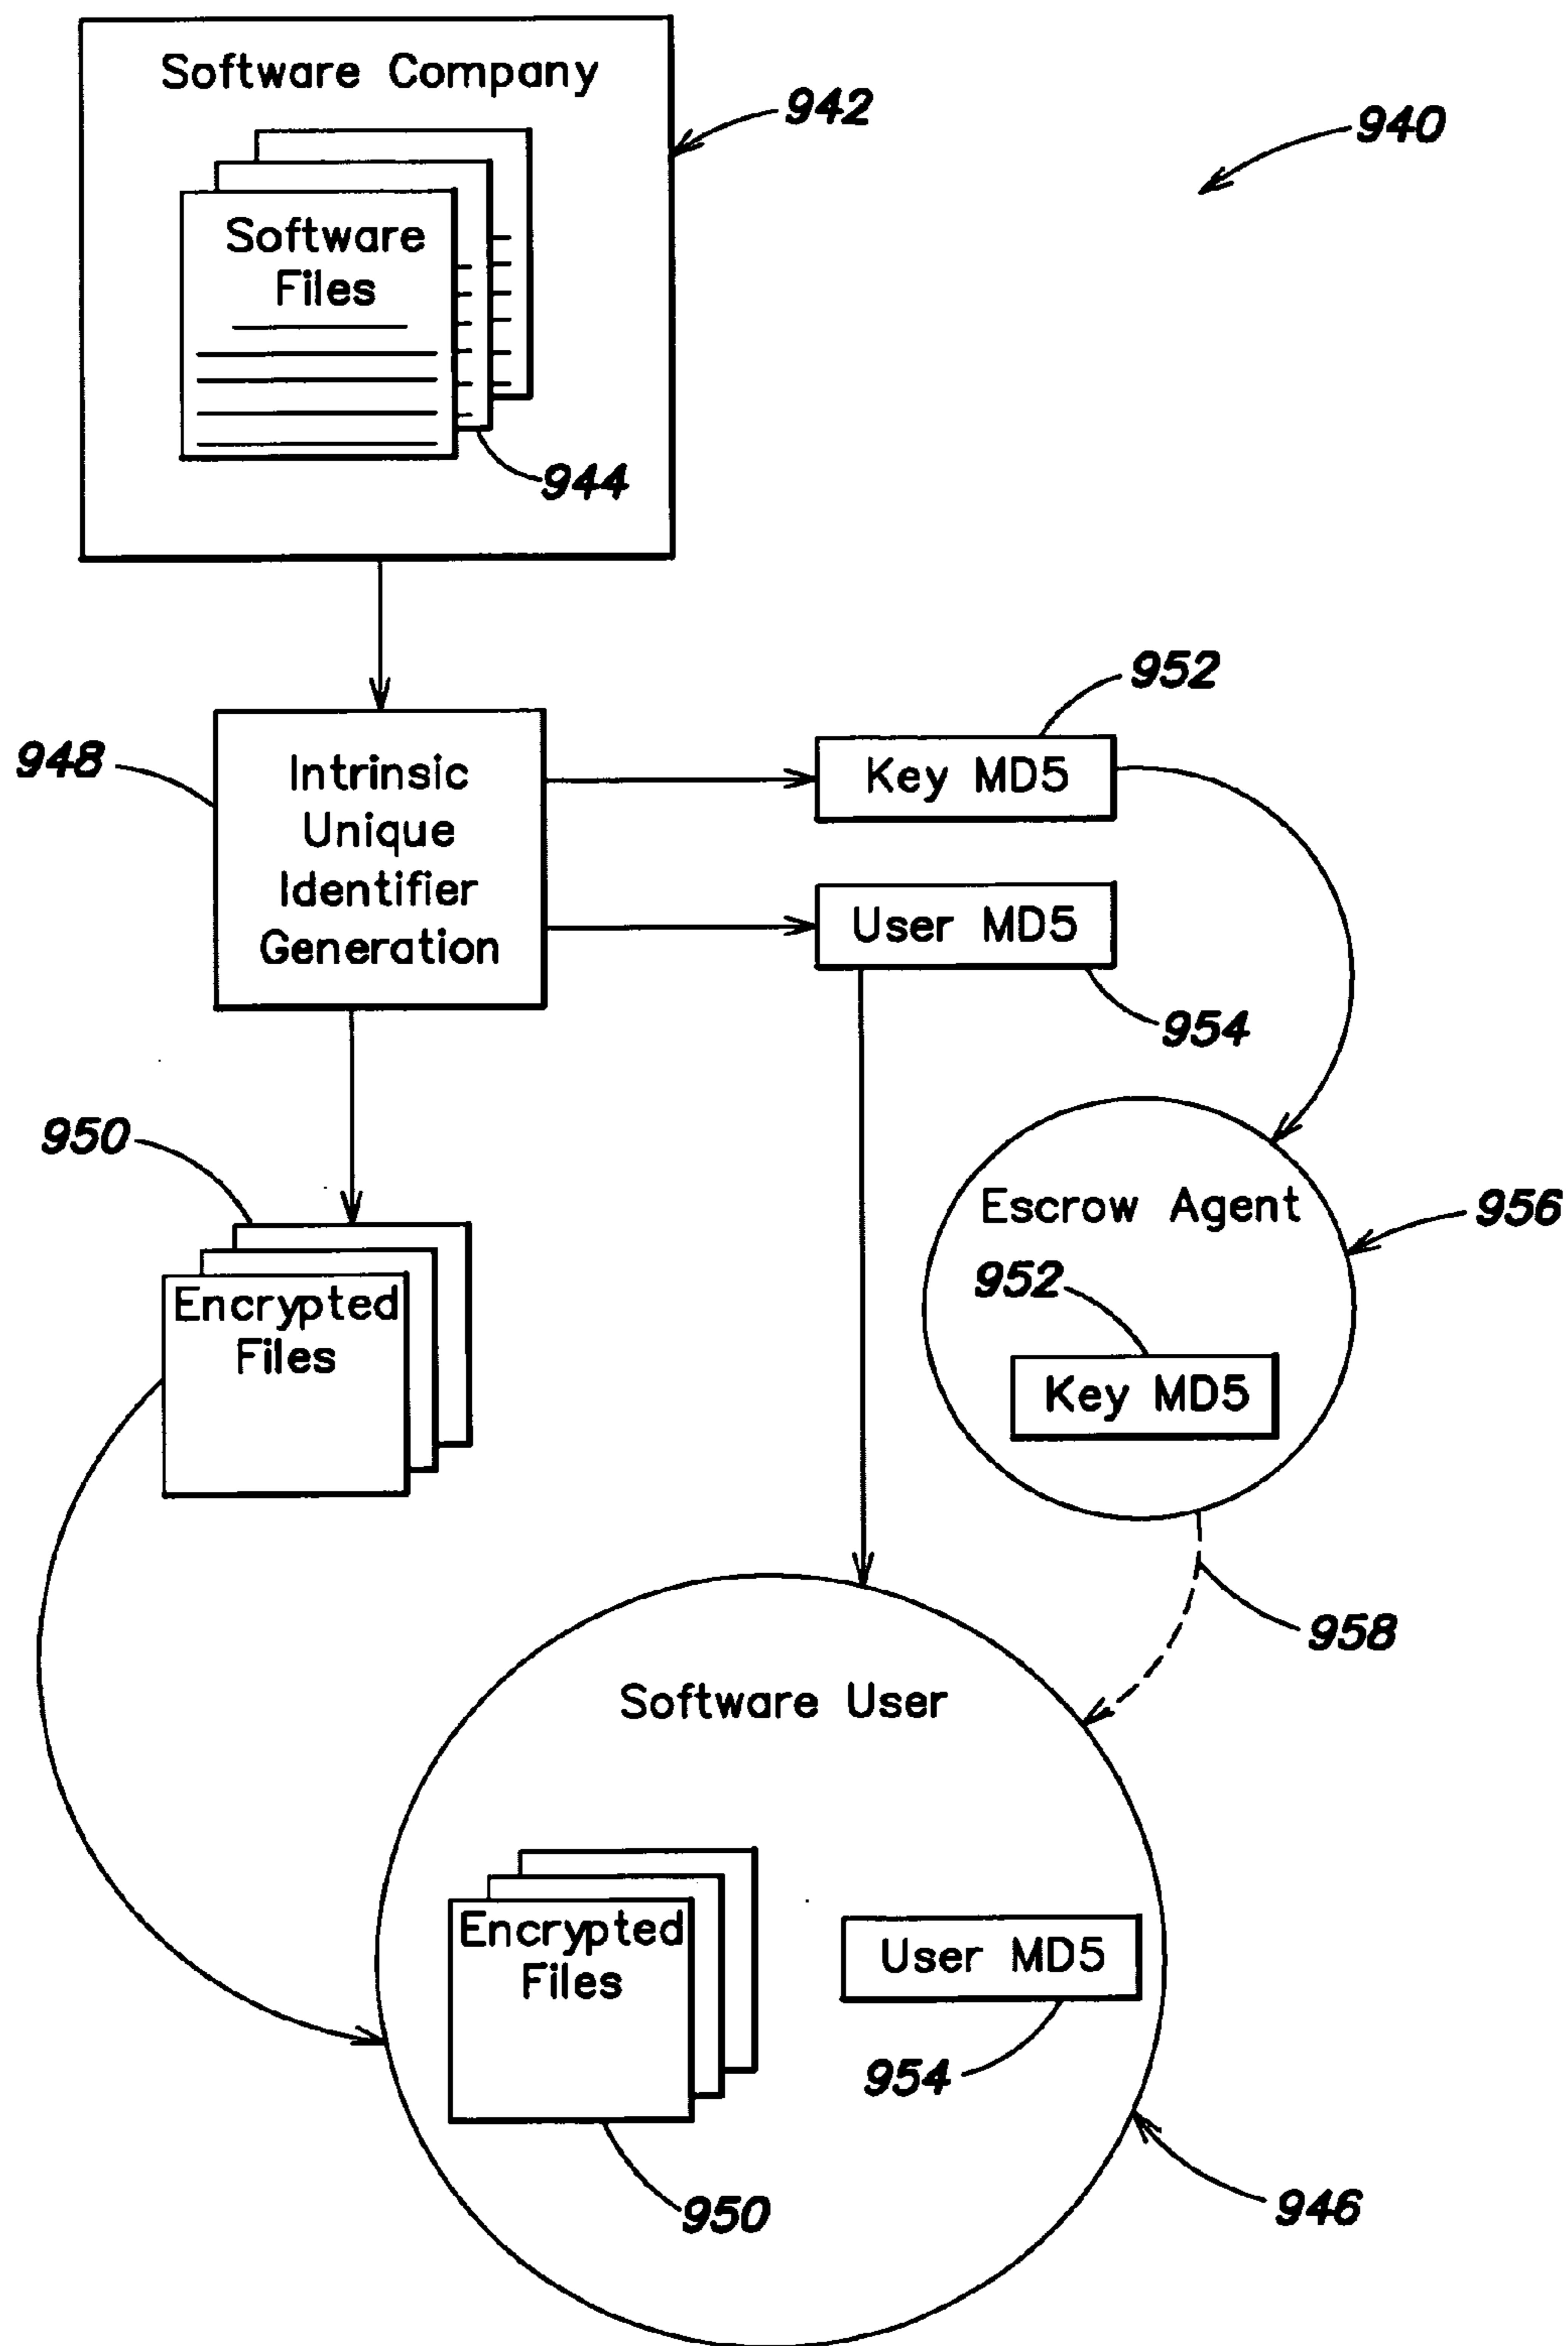 Software Company
942
940
Software
Files
944
952
948
Intrinsic
Unique
Identifier
Generation
Key MD5
User MD5
954
950
Encrypted
Files
Escrow Agent
956
952
Key MD5
958
Software User
Encrypted
Files
User MD5
954
950
946